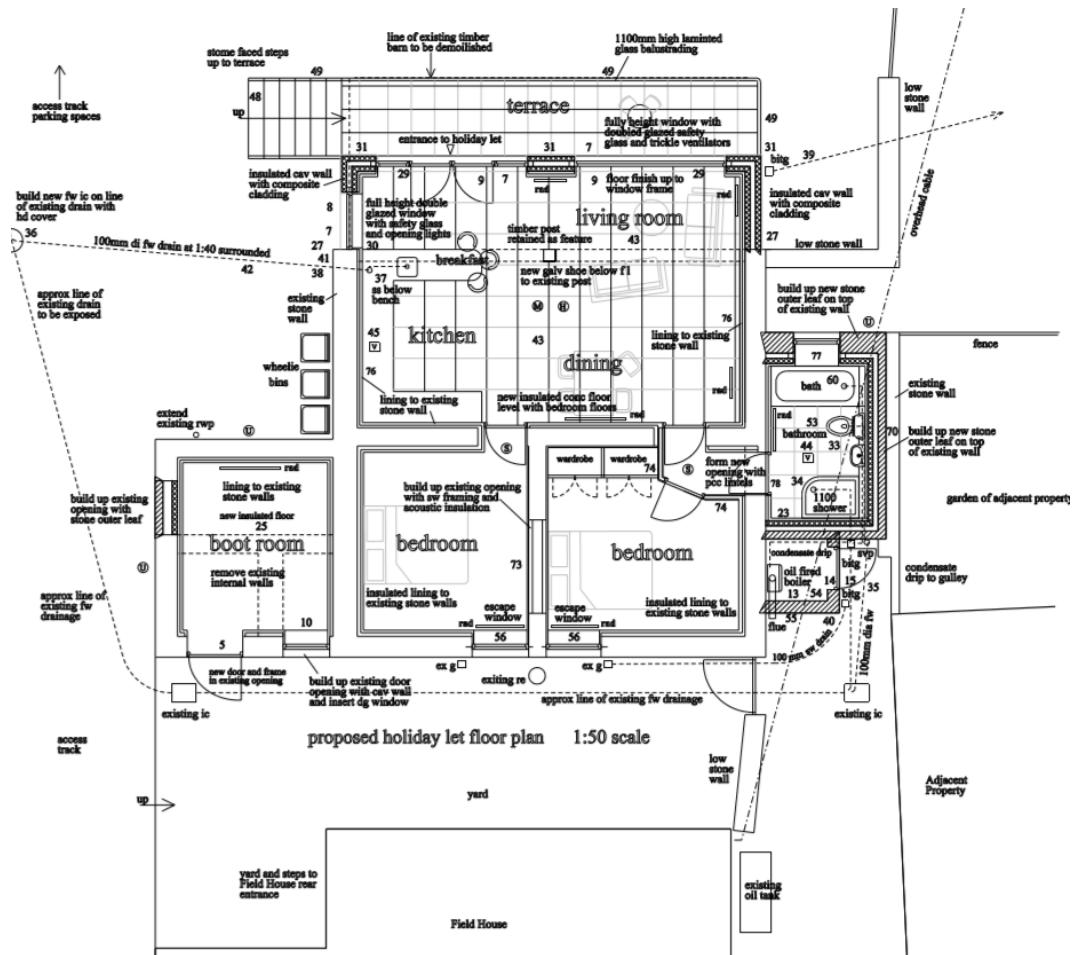 line of existing timber
barn to be demoilished
1100mm high laminted
glass balustrading
stome faced steps
up to terrace
49
49
48
access track
parking spaces
up
terrace
fully height window with
doubled glazed safety
glass and trickle ventilators
49
low
stone
wall
entrance to holiday let
31
31
7
31
bitg
39
insulated cav wall
with composite
cladding
29
9
7
rad
9
floor finish up to
window frame
29
rad
insulated cav wall
with composite
cladding
build new fw ic on line
of existing drain with
hd cover
36
8
7
full height double
glazed window
with safety glass
and opening lights
living room
timber post
retained as feature
43
27
low stone wall
overhead cable
100mm di fw drain at 1:40 surrounded
42
27
41
38
30
breakfast
37
ss below
bench
new galv shoe below f l
to existing post
approx line of
existing drain
to be exposed
existing
stone
wall
M
H
build up new stone
outer leaf on top
of existing wall
U
45
V
76
kitchen
43
dining
76
lining to existing
stone wall
77
fence
wheelie
bins
rad
bath
60
existing
stone wall
lining to existing
stone wall
new insulated conc floor
level with bedroom floors
rad
rad
53
bathroom
44
33
V
70
build up new stone
outer leaf on top
of existing wall
extend
existing rwp
U
S
wardrobe
wardrobe
74
S
form new
opening with
pcc lintels
78
34
1100
shower
23
garden of adjacent property
rad
lining to existing
stone walls
build up existing
opening with
stone outer leaf
new insulated floor
25
boot room
remove existing
internal walls
build up existing opening
with sw framing and
acoustic insulation
74
bedroom
73
bedroom
U
condensate drip
svp
bitg
oil fired
boiler
14
15
35
13
54
bitg
condensate
drip to gulley
approx line of
existing fw
drainage
insulated lining to
existing stone walls
escape
window
escape
window
insulated lining to
existing stone walls
rad
rad
flue
55
40
10
5
56
56
100 mm sw drain
100mm dia fw
new door and frame
in existing opening
build up existing door
opening with cav wall
and insert dg window
ex g
exiting re
ex g
existing ic
approx line of existing fw drainage
existing ic
access
track
proposed holiday let floor plan 1:50 scale
low
stone
wall
Adjacent
Property
up
yard
yard and steps to
Field House rear
entrance
existing
oil tank
Field House